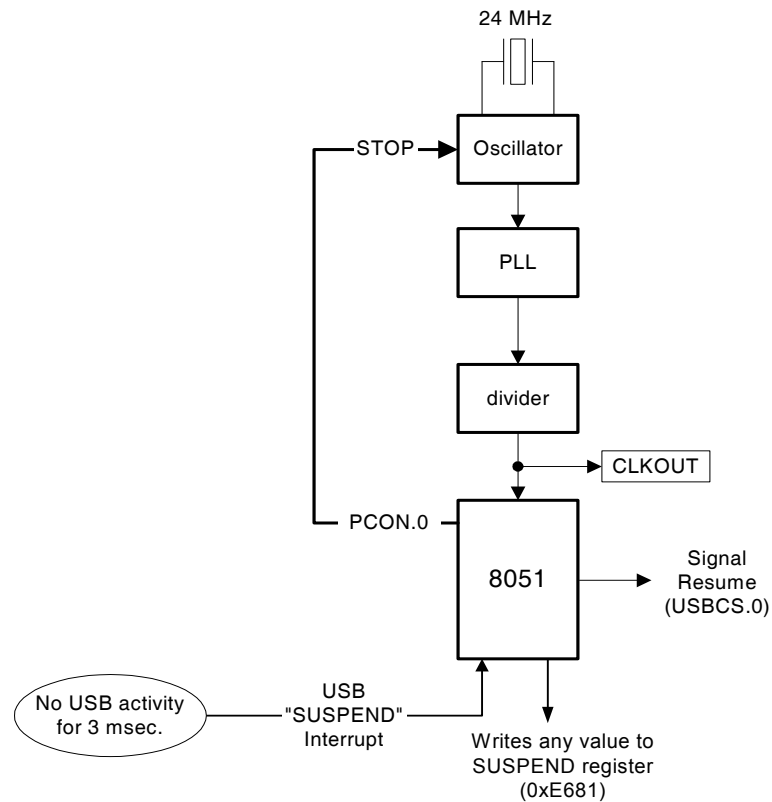 24 MHz
STOP
Oscillator
PLL
divider
CLKOUT
PCON.0
8051
Signal
Resume
(USBCS.0)
No USB activity
for 3 msec.
USB
"SUSPEND"
Interrupt
Writes any value to
SUSPEND register
(0xE681)